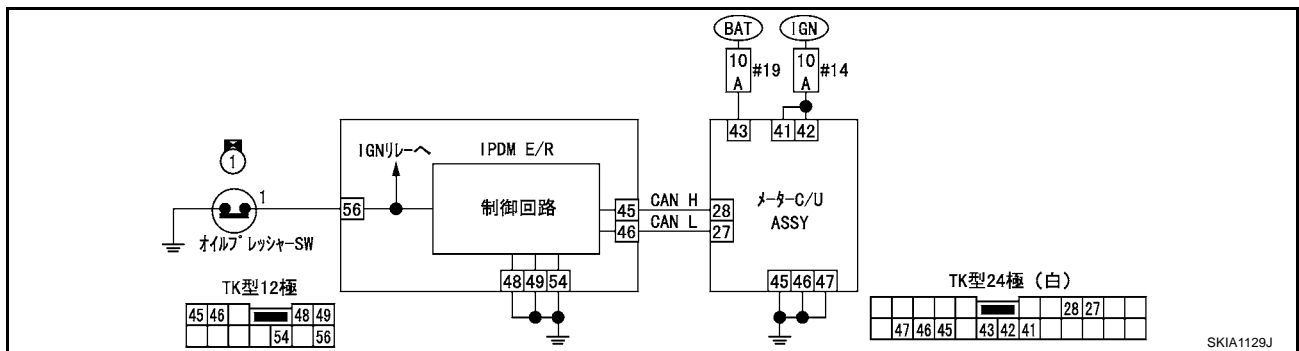 BAT
IGN
10
A
#19
10
A
#14
43
41
42
1
1
オイルプレッシャーSW
56
IGNリレーへ
IPDM E/R
制御回路
45
CAN H
28
46
CAN L
27
メーターC/U
ASSY
48
49
54
45
46
47
TK型12極
45 46 48 49
54 56
TK型24極（白）
28 27
47 46 45 43 42 41
SKIA1129J